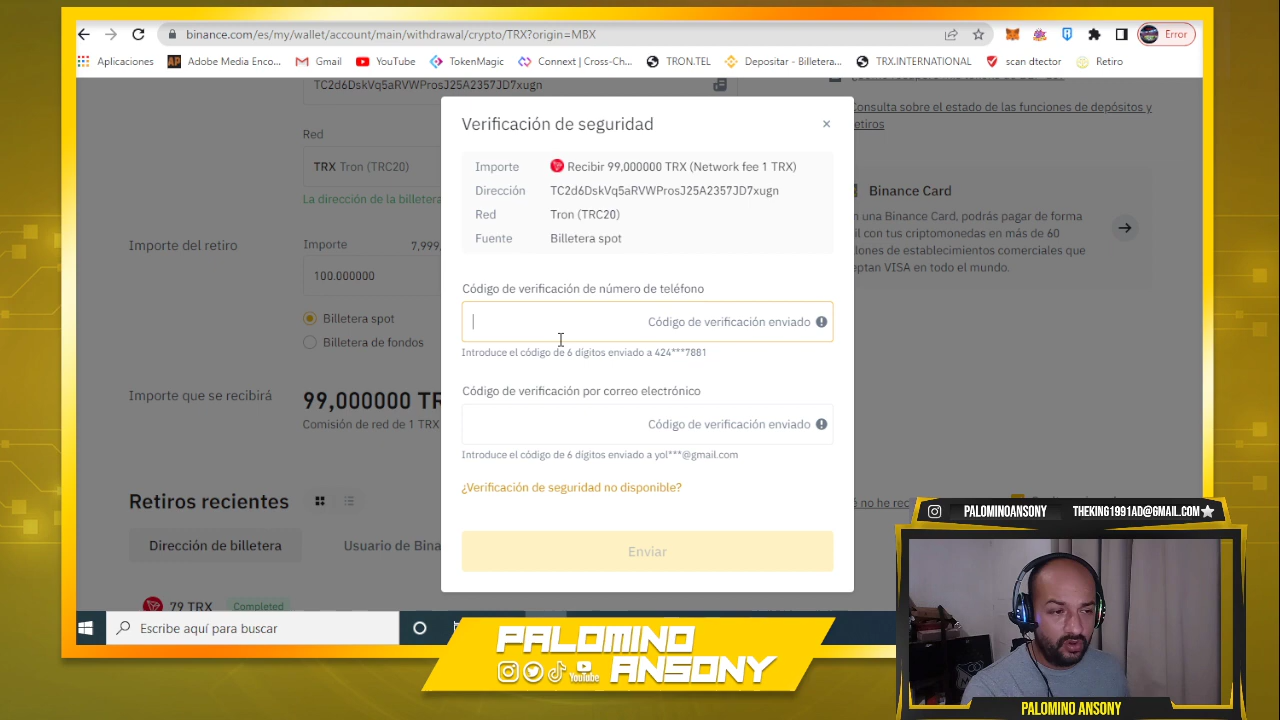 binance.com/es/my/wallet/account/main/withdrawal/crypto/TRX?origin=MBX
Error
Aplicaciones
Adobe Media Enco...
Gmail
YouTube
TokenMagic
Connext | Cross-Ch...
TRON.TEL
Depositar - Billetera...
TRX.INTERNATIONAL
scan dtector
Retiro
TC2d6DskVq5aRVWProsJ25A2357JD7xugn
Red
TRX Tron (TRC20)
La dirección de la billetera
Importe del retiro
Importe
7,999,
100.000000
Billetera spot
Billetera de fondos
Importe que se recibirá
99,000000 TR
Comisión de red de 1 TRX
Retiros recientes
Dirección de billetera
Usuario de Bina
79 TRX
Completed
Verificación de seguridad
×
Importe
Recibir 99,000000 TRX (Network fee 1 TRX)
Dirección
TC2d6DskVq5aRVWProsJ25A2357JD7xugn
Red
Tron (TRC20)
Fuente
Billetera spot
Código de verificación de número de teléfono
Código de verificación enviado
Introduce el código de 6 dígitos enviado a 424***7881
Código de verificación por correo electrónico
Código de verificación enviado
Introduce el código de 6 dígitos enviado a yol***@gmail.com
¿Verificación de seguridad no disponible?
Enviar
Consulta sobre el estado de las funciones de depósitos y
retiros
Binance Card
n una Binance Card, podrás pagar de forma
il con tus criptomonedas en más de 60
llones de establecimientos comerciales que
eptan VISA en todo el mundo.
é no he rec
Escribe aquí para buscar
PALOMINO
ANSONY
YouTube
PALOMINOANSONY
THEKING1991AD@GMAIL.COM
PALOMINO ANSONY